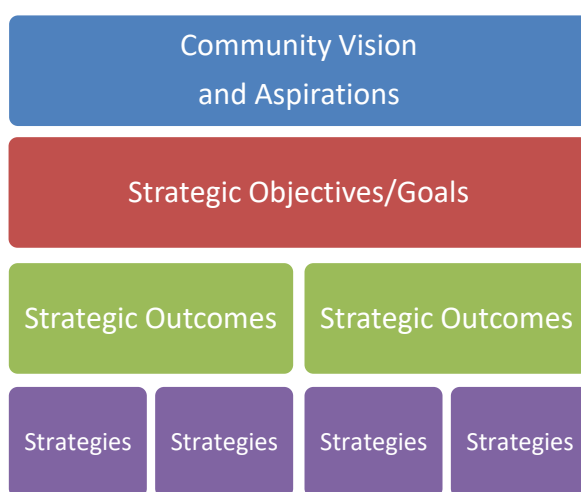 Community Vision
and Aspirations
Strategic Objectives/Goals
Strategic Outcomes
Strategic Outcomes
Strategies
Strategies
Strategies
Strategies